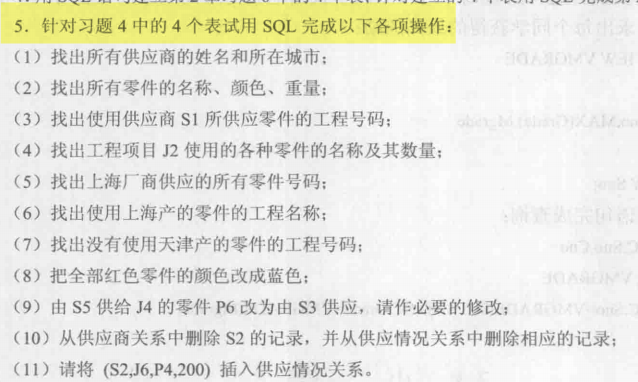 5．针对习题 4 中的 4 个表试用 SQL 完成以下各项操作：
（1）找出所有供应商的姓名和所在城市；
（2）找出所有零件的名称、颜色、重量；
（3）找出使用供应商 S1 所供应零件的工程号码；
（4）找出工程项目 J2 使用的各种零件的名称及其数量；
（5）找出上海厂商供应的所有零件号码；
（6）找出使用上海产的零件的工程名称；
（7）找出没有使用天津产的零件的工程号码；
（8）把全部红色零件的颜色改成蓝色；
（9）由 S5 供给 J4 的零件 P6 改为由 S3 供应，请作必要的修改；
（10）从供应商关系中删除 S2 的记录，并从供应情况关系中删除相应的记录；
（11）请将 (S2,J6,P4,200) 插入供应情况关系。